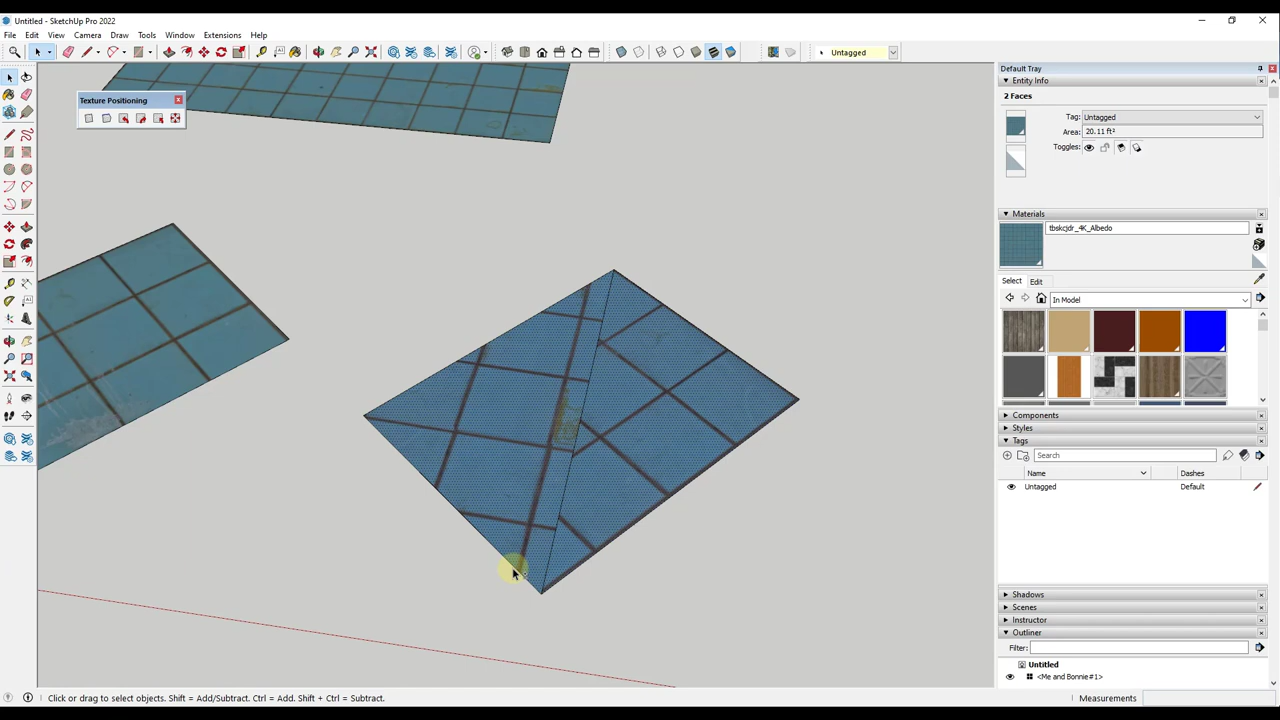 Untitled - SketchUp Pro 2022
File Edit View Camera Draw Tools Window Extensions Help
Untagged
Default Tray
Texture Positioning
Entity Info
2 Faces
Tag: Untagged
Area: 20.11 ft²
Toggles:
Materials
tbskcjdr_4K_Albedo
Select Edit
In Model
Components
Styles
Tags
Search
Name Dashes
Untagged Default
Shadows
Scenes
Instructor
Outliner
Filter:
Untitled
<Me and Bonnie#1>
Click or drag to select objects. Shift = Add/Subtract. Ctrl = Add. Shift + Ctrl = Subtract.
Measurements